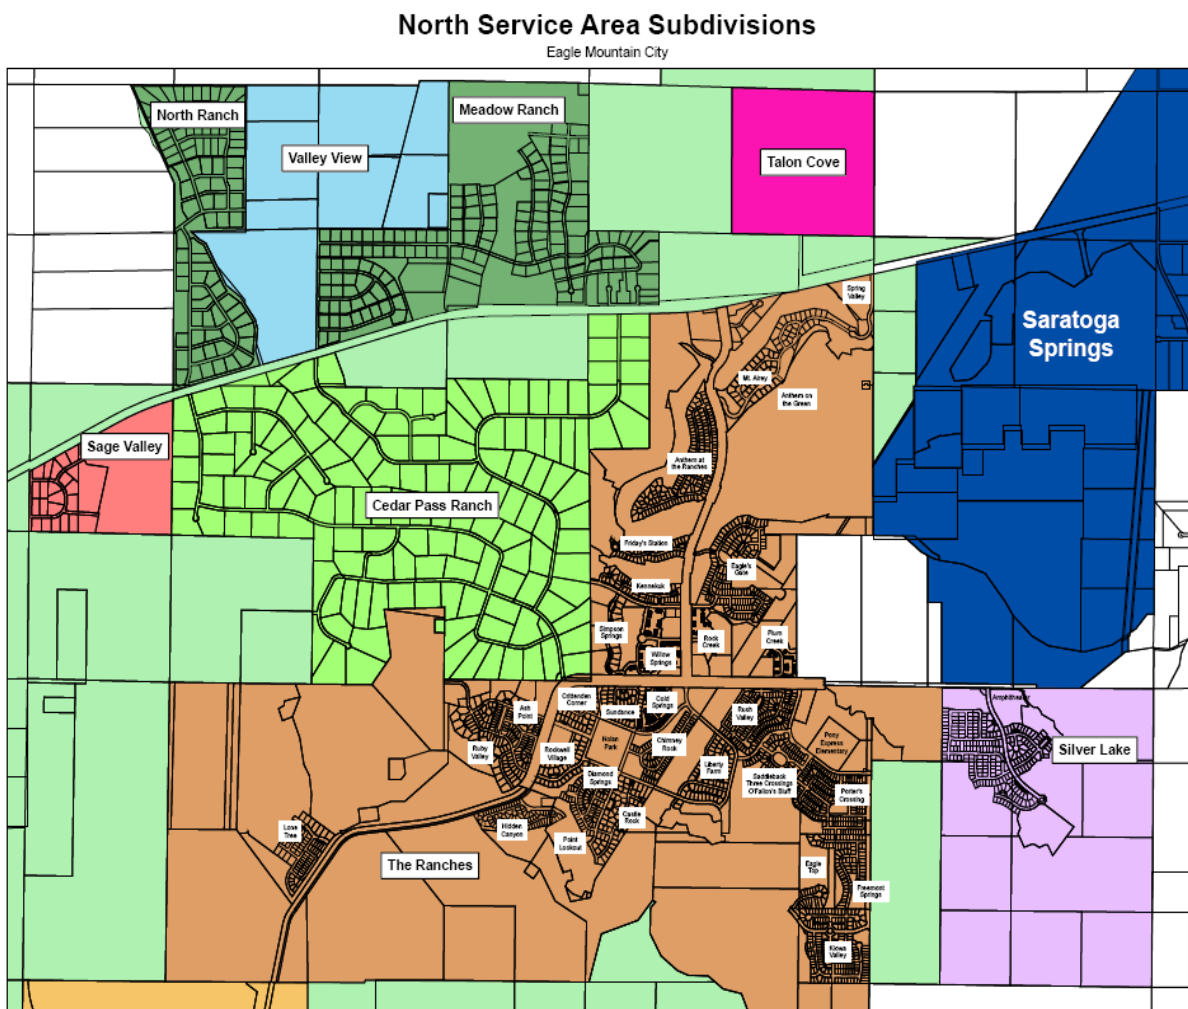 North Service Area Subdivisions
Eagle Mountain City
North Ranch
Meadow Ranch
Valley View
Talon Cove
Spring
Valley
Saratoga
Springs
Mt. Airey
Anthem on
the Green
Sage Valley
Anthem at
the Ranches
Cedar Pass Ranch
Friday's Station
Eagle's
Gate
Kennekuk
Simpson
Springs
Rock
Creek
Plum
Creek
Willow
Springs
Amphitheater
Crittenden
Corner
Cold
Springs
Ash
Point
Sundance
Rush
Valley
Nolan
Park
Chimney
Rock
Pony
Express
Elementary
Silver Lake
Ruby
Valley
Rockwell
Village
Liberty
Farm
Diamond
Springs
Saddleback
Three Crossings
O'Fallon's Bluff
Porter's
Crossing
Castle
Rock
Lone
Tree
Hidden
Canyon
Point
Lookout
The Ranches
Eagle
Top
Freemont
Springs
Kiowa
Valley